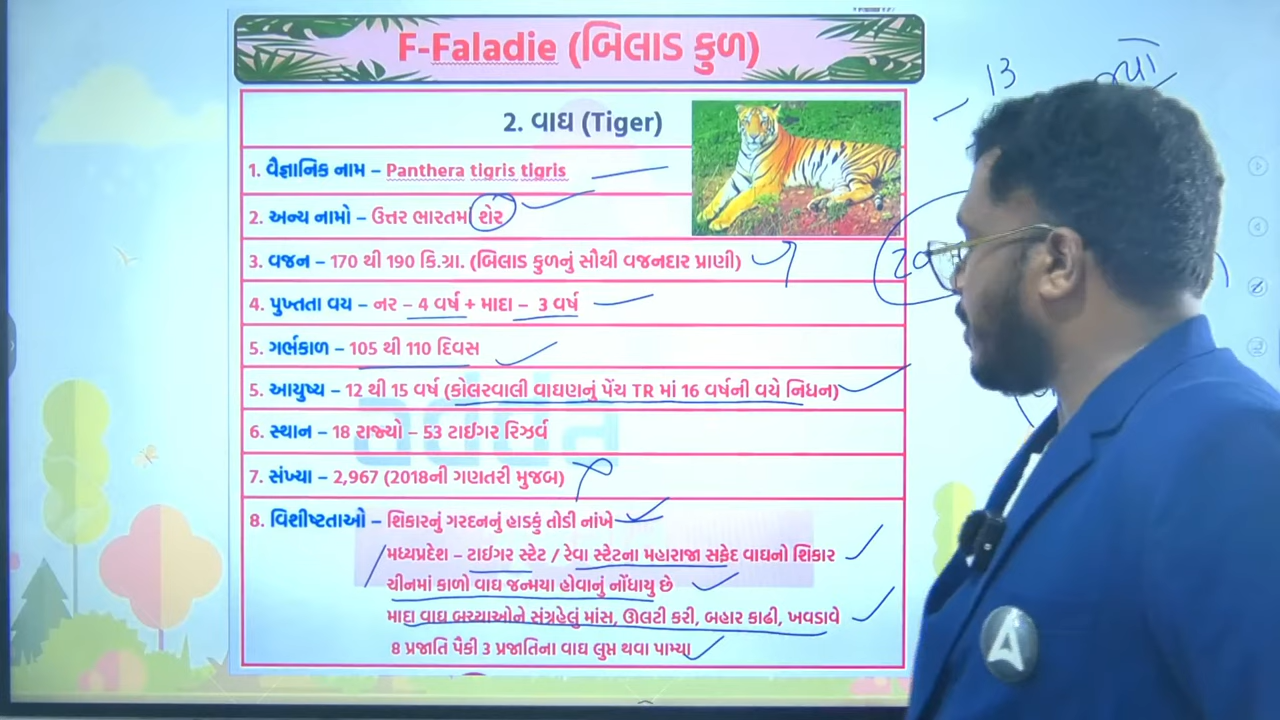 F-Faladie (બિલાડ કુળ)
2. વાઘ (Tiger)
1. વૈજ્ઞાનિક નામ – Panthera tigris tigris
2. અન્ય નામો – ઉત્તર ભારતમાં શેર
3. વજન – 170 થી 190 કિ.ગ્રા. (બિલાડ કુળનું સૌથી વજનદાર પ્રાણી)
4. પુખ્તતા વય – નર – 4 વર્ષ + માદા – 3 વર્ષ
5. ગર્ભકાળ – 105 થી 110 દિવસ
5. આયુષ્ય – 12 થી 15 વર્ષ (કોલરવાલી વાઘણનું પેંચ TR માં 16 વર્ષની વયે નિધન)
6. સ્થાન – 18 રાજ્યો – 53 ટાઈગર રિઝર્વ
7. સંખ્યા – 2,967 (2018ની ગણતરી મુજબ)
8. વિશીષ્ટતાઓ – શિકારનું ગરદનનું હાડકું તોડી નાંખે
મધ્યપ્રદેશ – ટાઈગર સ્ટેટ / રેવા સ્ટેટના મહારાજા સફેદ વાઘનો શિકાર
ચીનમાં કાળો વાઘ જન્મયા હોવાનું નોંધાયુ છે
માદા વાઘ બચ્ચાઓને સંગ્રહેલું માંસ, ઊલટી કરી, બહાર કાઢી, ખવડાવે
8 પ્રજાતિ પૈકી 3 પ્રજાતિના વાઘ લુપ્ત થવા પામ્યા
– 13